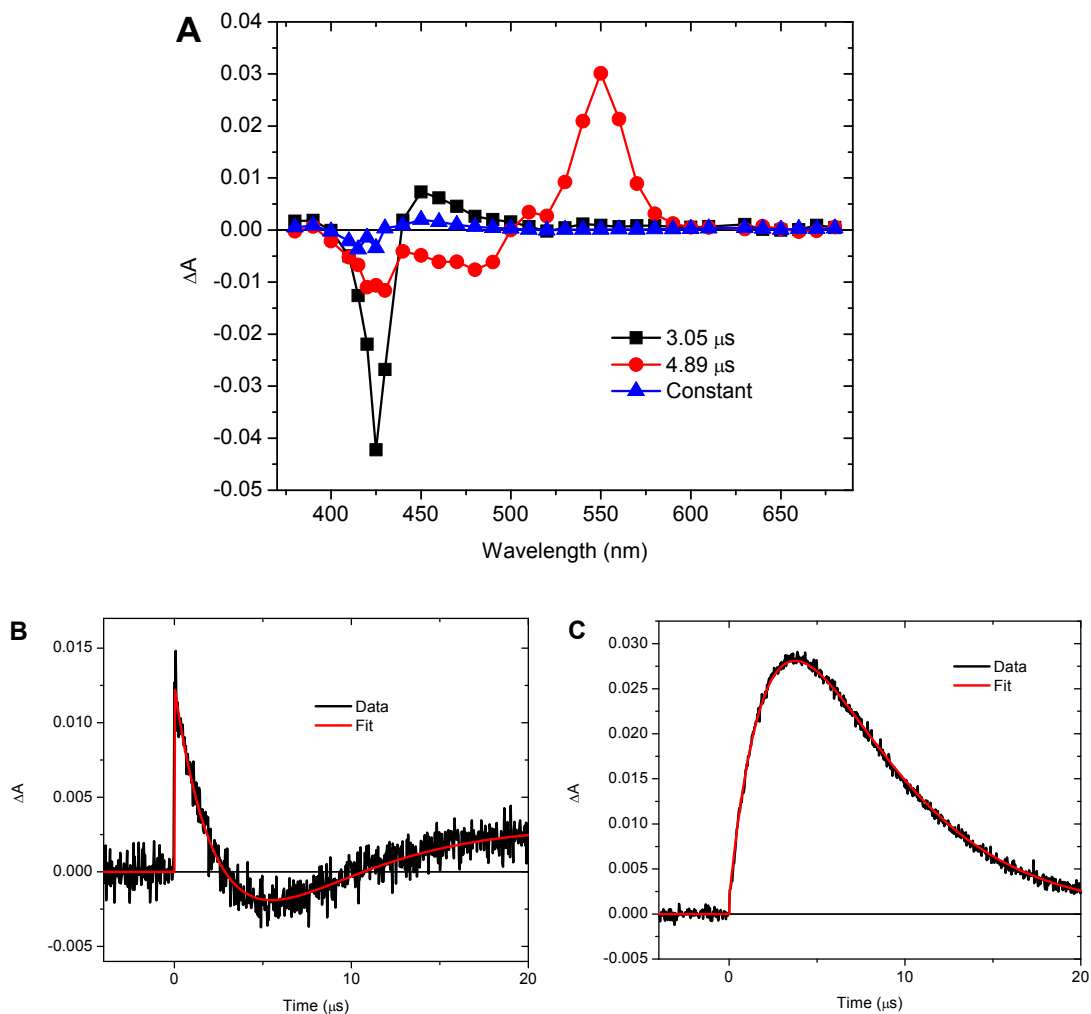 A
0.04
0.03
0.02
0.01
0.00
-0.01
-0.02
-0.03
-0.04
-0.05
ΔA
3.05 μs
4.89 μs
Constant
400 450 500 550 600 650
Wavelength (nm)
B
0.015
0.010
0.005
0.000
-0.005
ΔA
Data
Fit
0 10 20
Time (μs)
C
0.030
0.025
0.020
0.015
0.010
0.005
0.000
-0.005
ΔA
Data
Fit
0 10 20
Time (μs)